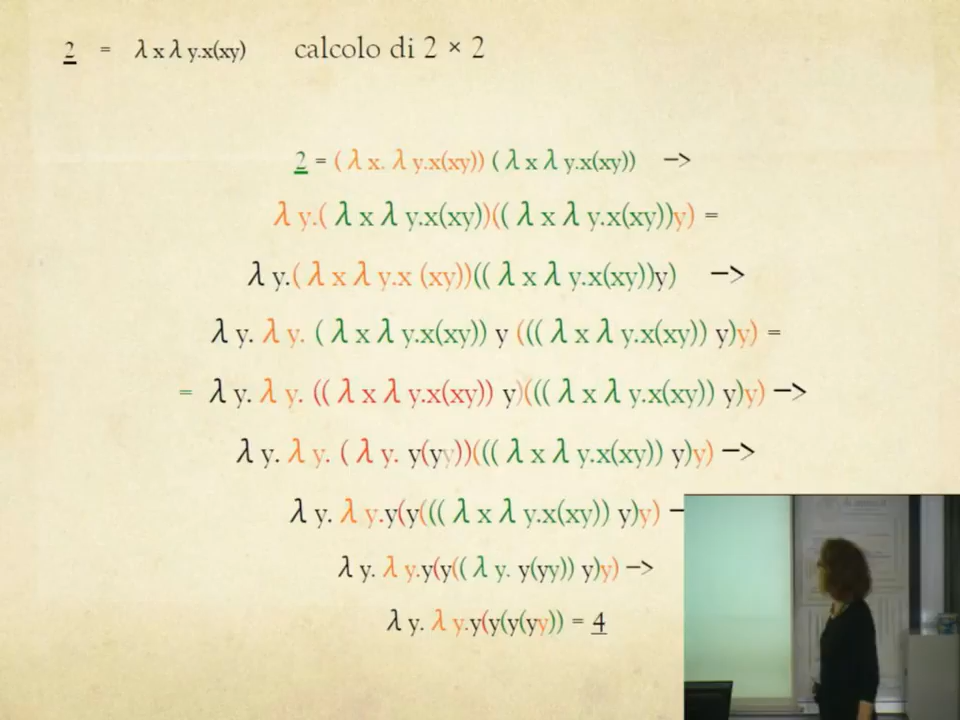 2 = λ x λ y.x(xy) calcolo di 2 × 2
2 = ( λ x. λ y.x(xy)) ( λ x λ y.x(xy)) —>
λ y.( λ x λ y.x(xy))(( λ x λ y.x(xy))y) =
λ y.( λ x λ y.x (xy))(( λ x λ y.x(xy))y) —>
λ y. λ y. ( λ x λ y.x(xy)) y ((( λ x λ y.x(xy)) y)y) =
= λ y. λ y. (( λ x λ y.x(xy)) y)((( λ x λ y.x(xy)) y)y) —>
λ y. λ y. ( λ y. y(yy))((( λ x λ y.x(xy)) y)y) —>
λ y. λ y.y(y((( λ x λ y.x(xy)) y)y) —
λ y. λ y.y(y(( λ y. y(yy)) y)y) —>
λ y. λ y.y(y(y(yy)) = 4